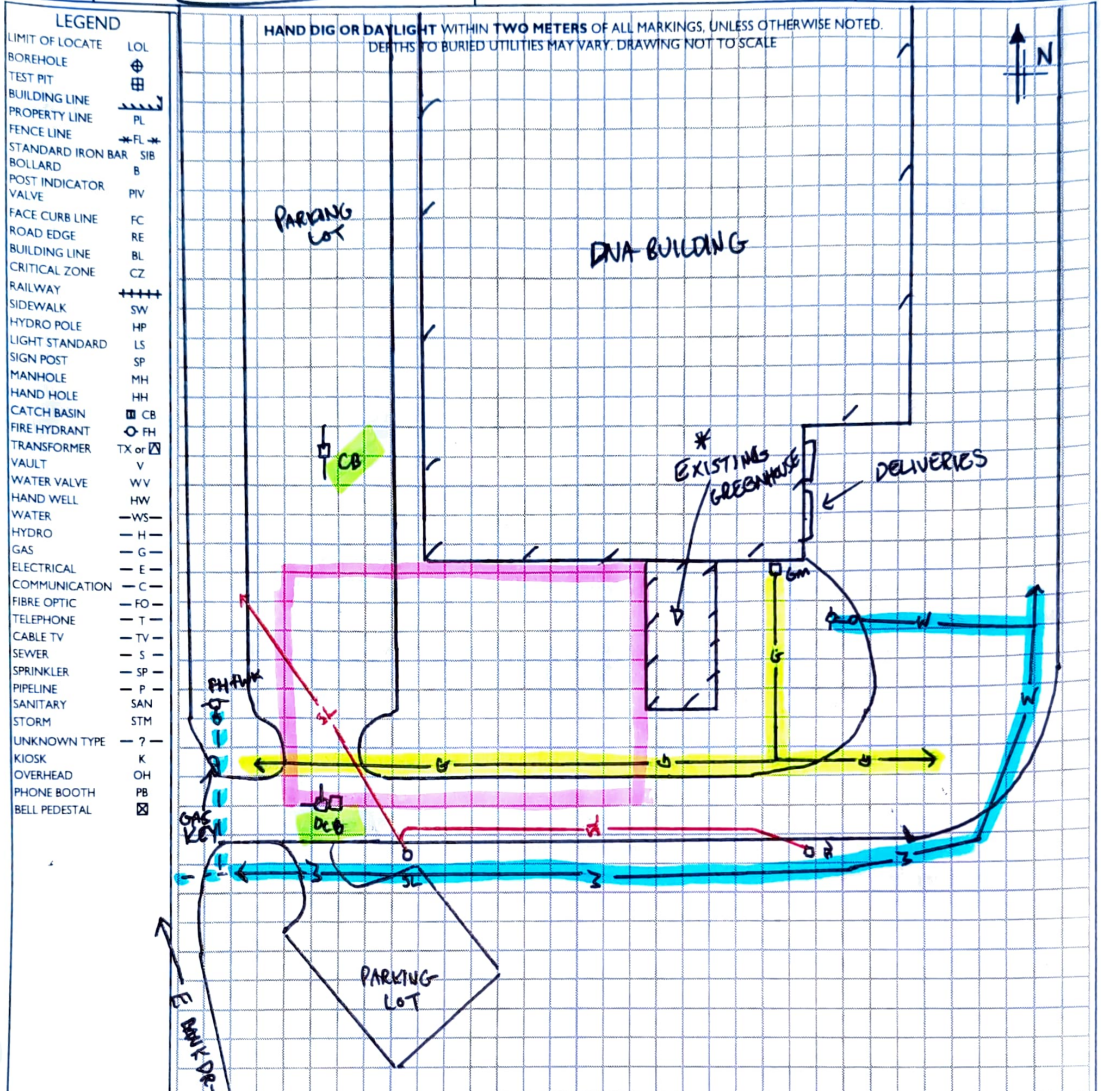 LEGEND
LIMIT OF LOCATE LOL
BOREHOLE
TEST PIT
BUILDING LINE
PROPERTY LINE PL
FENCE LINE FL
STANDARD IRON BAR SIB
BOLLARD B
POST INDICATOR
VALVE PIV
FACE CURB LINE FC
ROAD EDGE RE
BUILDING LINE BL
CRITICAL ZONE CZ
RAILWAY
SIDEWALK SW
HYDRO POLE HP
LIGHT STANDARD LS
SIGN POST SP
MANHOLE MH
HAND HOLE HH
CATCH BASIN CB
FIRE HYDRANT FH
TRANSFORMER TX or
VAULT V
WATER VALVE WV
HAND WELL HW
WATER —WS—
HYDRO — H —
GAS — G —
ELECTRICAL — E —
COMMUNICATION — C —
FIBRE OPTIC — FO —
TELEPHONE — T —
CABLE TV — TV —
SEWER — S —
SPRINKLER — SP —
PIPELINE — P —
SANITARY SAN
STORM STM
UNKNOWN TYPE — ? —
KIOSK K
OVERHEAD OH
PHONE BOOTH PB
BELL PEDESTAL
HAND DIG OR DAYLIGHT WITHIN TWO METERS OF ALL MARKINGS, UNLESS OTHERWISE NOTED.
DEPTHS TO BURIED UTILITIES MAY VARY. DRAWING NOT TO SCALE
N
PARKING
LOT
DNA BUILDING
CB
*
EXISTING
GREENHOUSE
DELIVERIES
GM
W
G
SL
W
G
G
G
GAS
KEY
DCB
SL
W
W
W
SL
PARKING
LOT
E BANK DR.